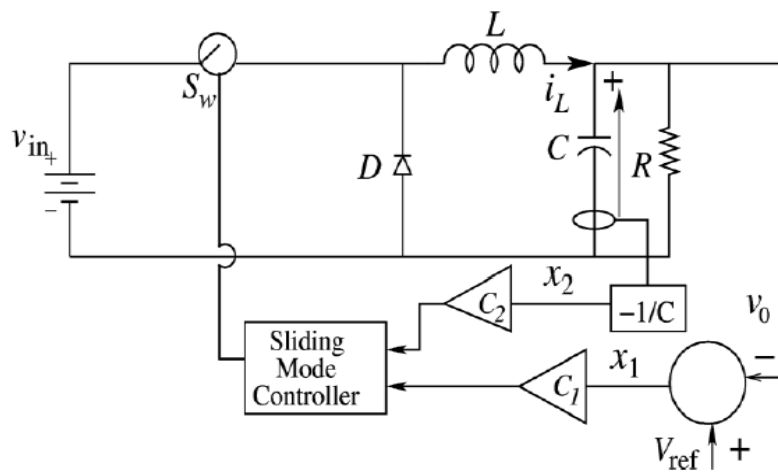 L
S_w
i_L
+
v_in
+
−
D
C
R
x_2
C_2
−1/C
v_0
Sliding
Mode
Controller
x_1
C_1
−
V_ref
+